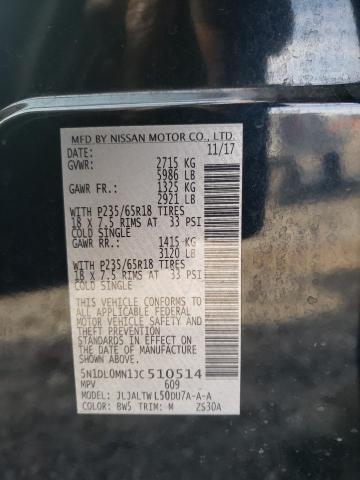 MFD BY NISSAN MOTOR CO., LTD.
DATE: 11/17
GVWR: 2715 KG
5986 LB
GAWR FR.: 1325 KG
2921 LB
WITH P235/65R18 TIRES
18 X 7.5 RIMS AT 33 PSI
COLD SINGLE
GAWR RR.: 1415 KG
3120 LB
WITH P235/65R18 TIRES
18 X 7.5 RIMS AT 33 PSI
COLD SINGLE
THIS VEHICLE CONFORMS TO
ALL APPLICABLE FEDERAL
MOTOR VEHICLE SAFETY AND
THEFT PREVENTION
STANDARDS IN EFFECT ON
THE DATE OF MANUFACTURE
SHOWN ABOVE.
5N1DL0MN1JC510514
MPV 609
MODEL: JLJALTWL50DU7A-A-A
COLOR: BW5 TRIM: M ZS30A